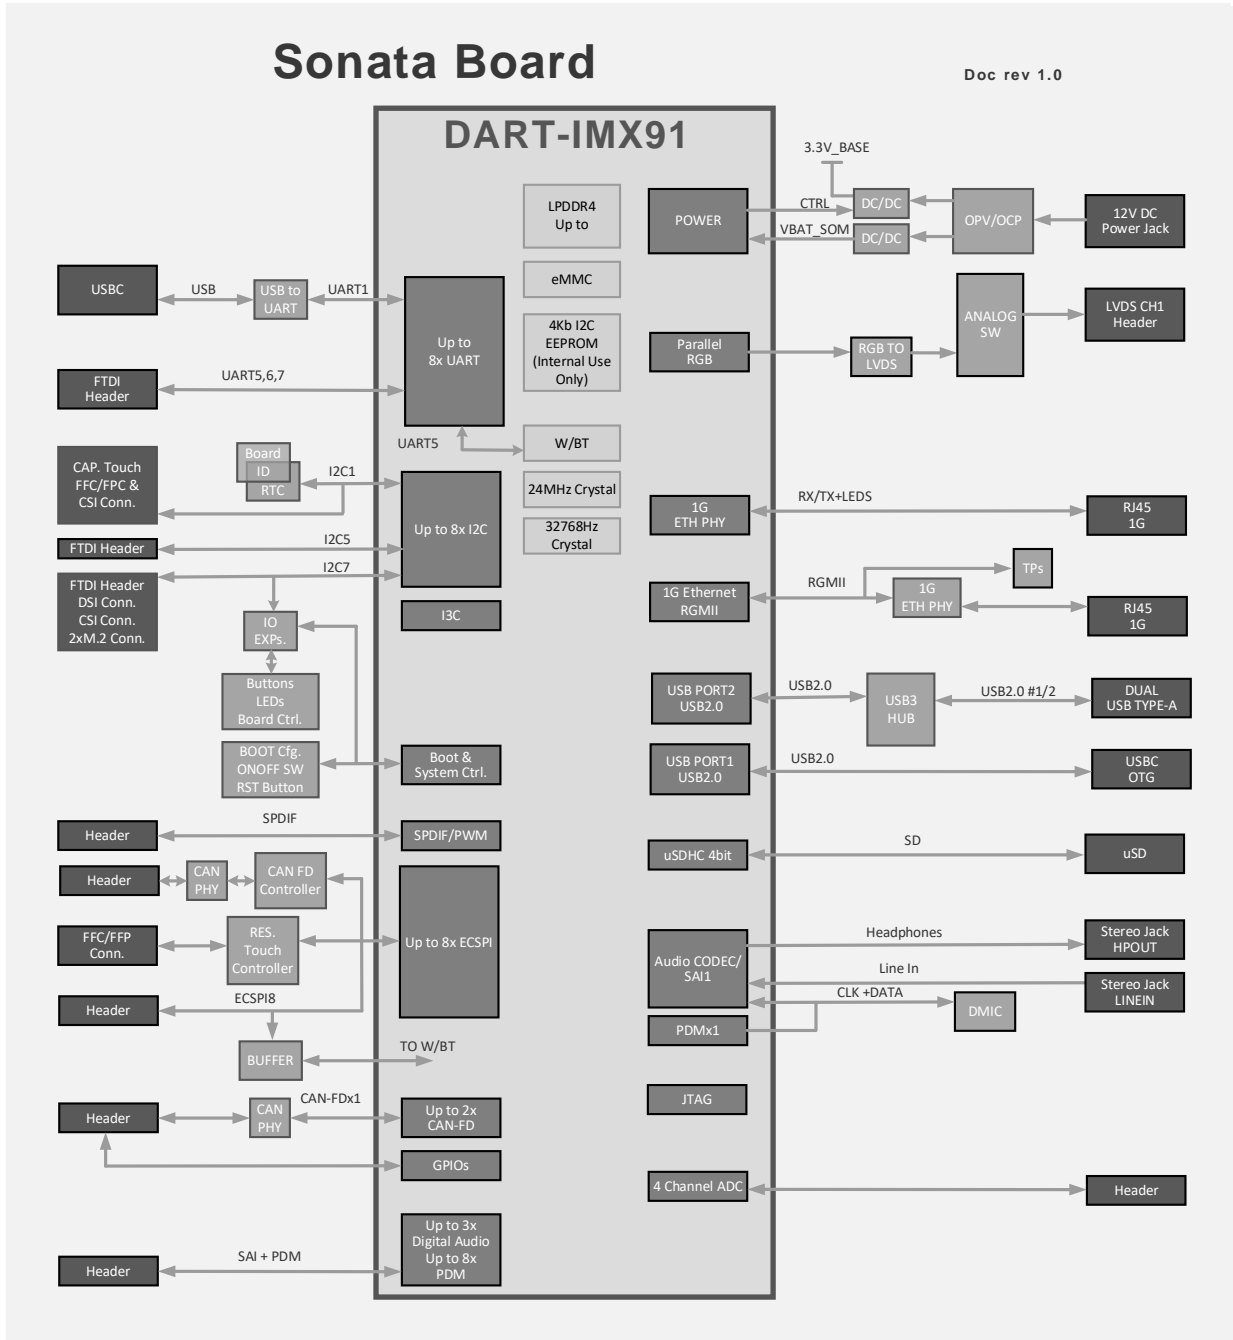 Sonata Board
Doc rev 1.0
DART-IMX91
LPDDR4
Up to
eMMC
4Kb I2C
EEPROM
(Internal Use
Only)
W/BT
24MHz Crystal
32768Hz
Crystal
USBC
USB
USB to
UART
UART1
Up to
8x UART
FTDI
Header
UART5,6,7
UART5
CAP. Touch
FFC/FPC &
CSI Conn.
Board
ID
RTC
I2C1
Up to 8x I2C
FTDI Header
I2C5
I2C7
FTDI Header
DSI Conn.
CSI Conn.
2xM.2 Conn.
IO
EXPs.
I3C
Buttons
LEDs
Board Ctrl.
BOOT Cfg.
ONOFF SW
RST Button
Boot &
System Ctrl.
Header
SPDIF
SPDIF/PWM
Header
CAN
PHY
CAN FD
Controller
Up to 8x ECSPI
FFC/FFP
Conn.
RES.
Touch
Controller
Header
ECSPI8
BUFFER
TO W/BT
Header
CAN
PHY
CAN-FDx1
Up to 2x
CAN-FD
GPIOs
Header
SAI + PDM
Up to 3x
Digital Audio
Up to 8x
PDM
POWER
3.3V_BASE
CTRL
VBAT_SOM
DC/DC
DC/DC
OPV/OCP
12V DC
Power Jack
Parallel
RGB
RGB TO
LVDS
ANALOG
SW
LVDS CH1
Header
1G
ETH PHY
RX/TX+LEDS
RJ45
1G
1G Ethernet
RGMII
RGMII
TPs
1G
ETH PHY
RJ45
1G
USB PORT2
USB2.0
USB2.0
USB3
HUB
USB2.0 #1/2
DUAL
USB TYPE-A
USB PORT1
USB2.0
USB2.0
USBC
OTG
uSDHC 4bit
SD
uSD
Audio CODEC/
SAI1
Headphones
Stereo Jack
HPOUT
Line In
Stereo Jack
LINEIN
CLK +DATA
DMIC
PDMx1
JTAG
4 Channel ADC
Header